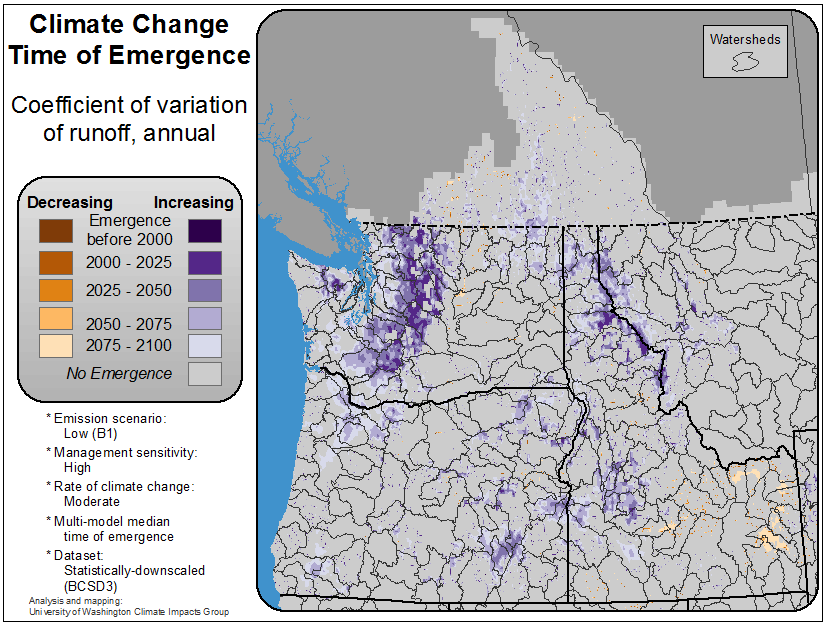 Climate Change
Time of Emergence
Coefficient of variation
of runoff, annual
Decreasing Increasing
Emergence
before 2000
2000 - 2025
2025 - 2050
2050 - 2075
2075 - 2100
No Emergence
* Emission scenario:
Low (B1)
* Management sensitivity:
High
* Rate of climate change:
Moderate
* Multi-model median
time of emergence
* Dataset:
Statistically-downscaled
(BCSD3)
Analysis and mapping:
University of Washington Climate Impacts Group
Watersheds